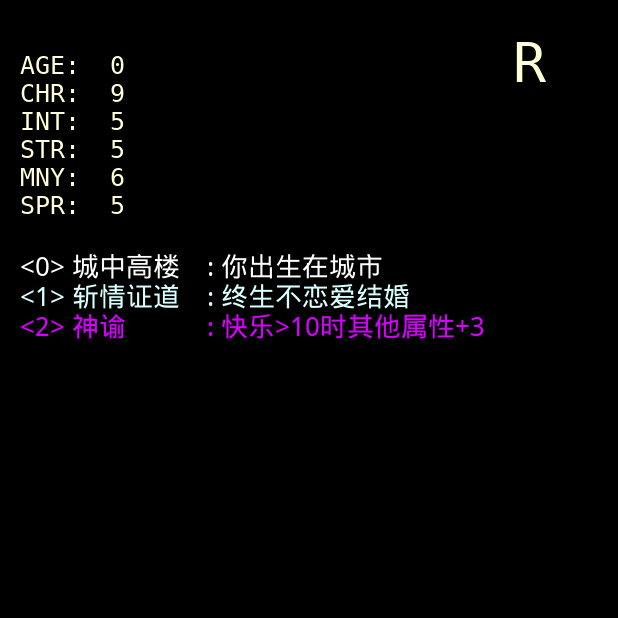 R
AGE: 0
CHR: 9
INT: 5
STR: 5
MNY: 6
SPR: 5
<0> 城中高楼 : 你出生在城市
<1> 斩情证道 : 终生不恋爱结婚
<2> 神谕 : 快乐>10时其他属性+3